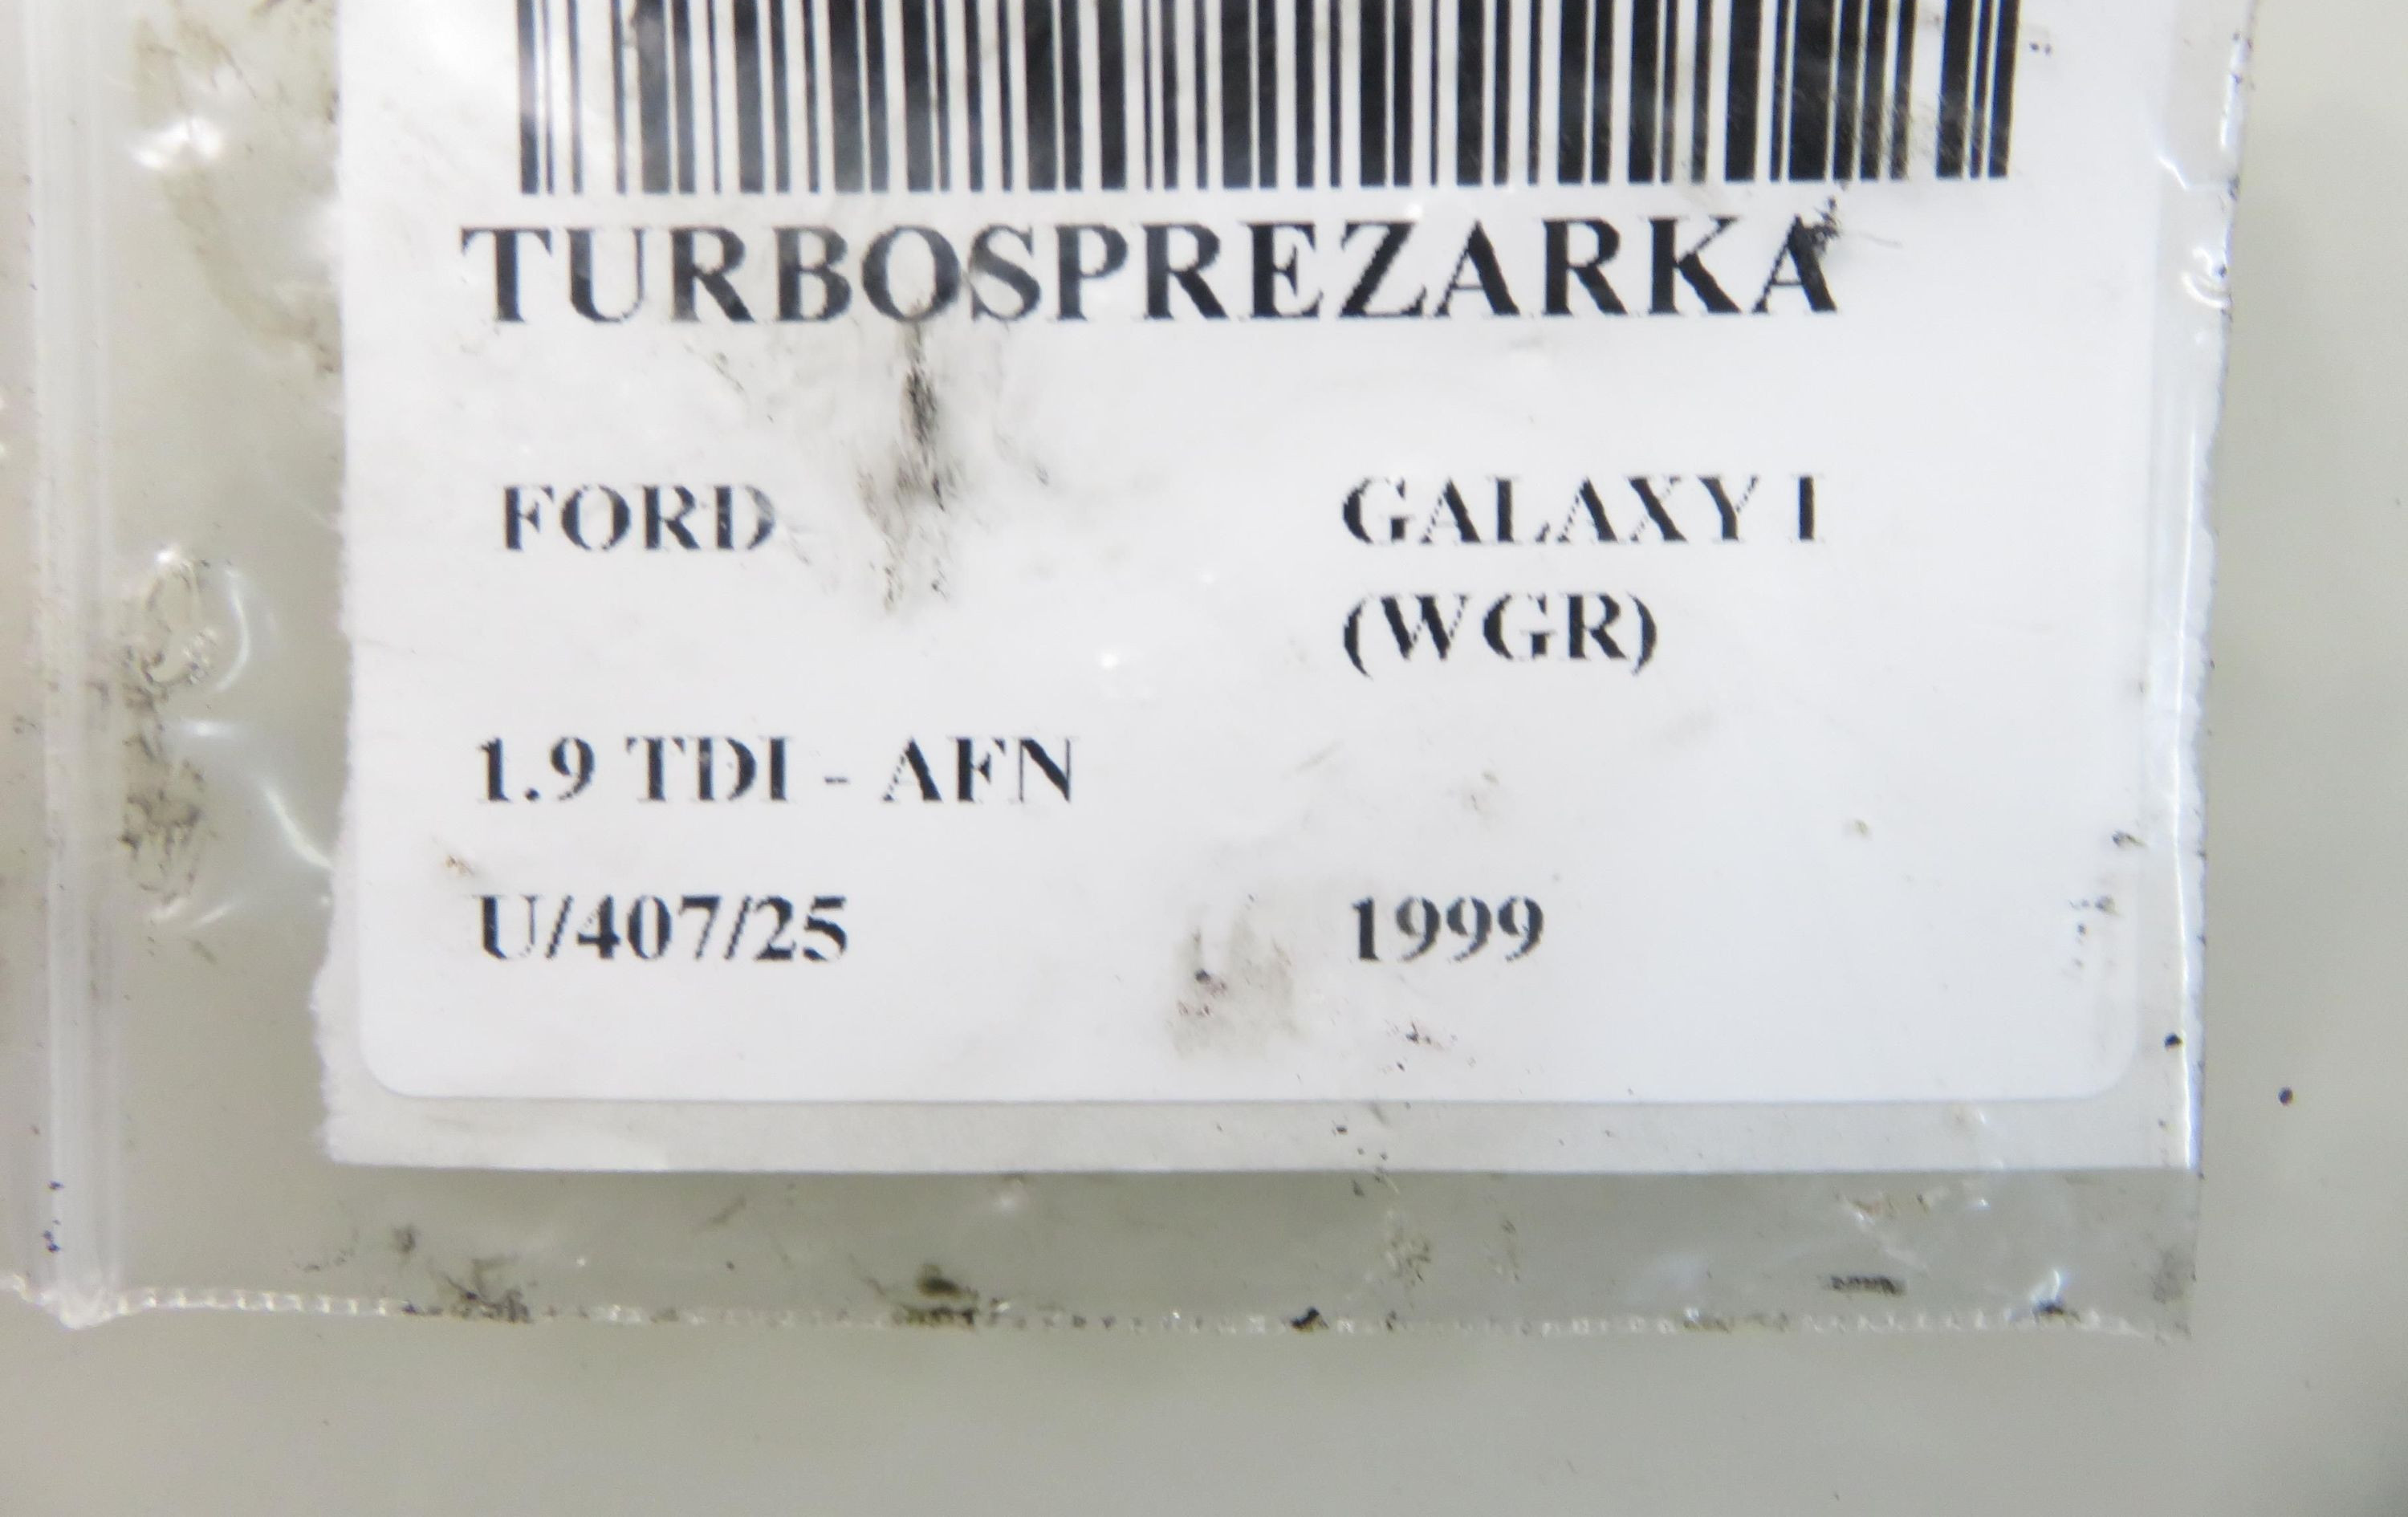 TURBOSPREZARKA
FORD GALAXY I
(WGR)
1.9 TDI - AFN
U/407/25 1999